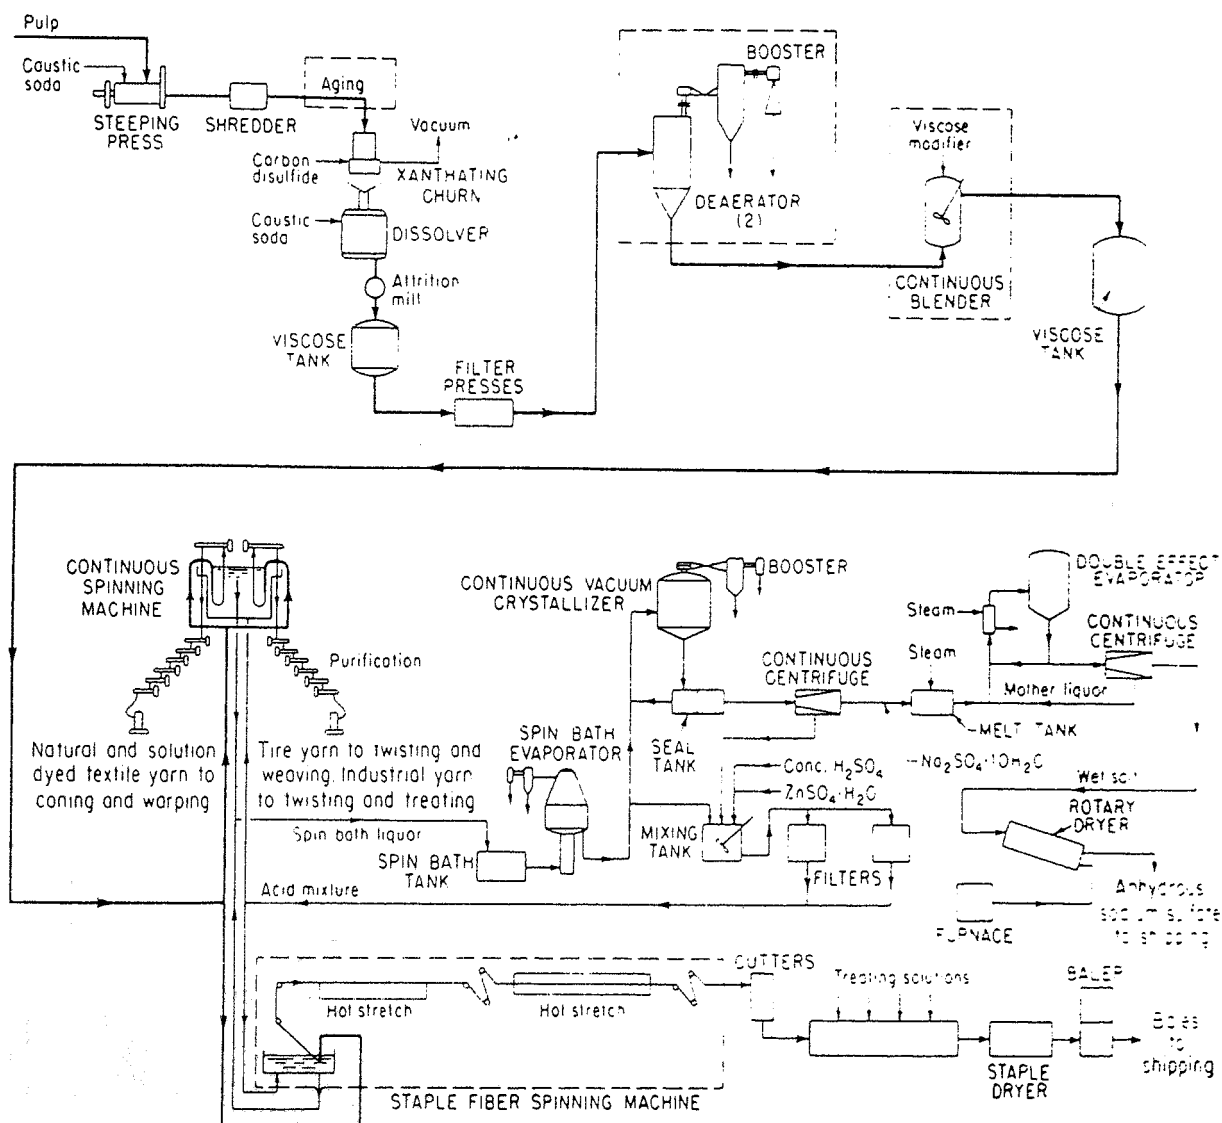 Pulp
Caustic
soda
STEEPING
PRESS
SHREDDER
Aging
Vacuum
Carbon
disulfide
XANTHATING
CHURN
Caustic
soda
DISSOLVER
Attrition
mill
VISCOSE
TANK
FILTER
PRESSES
BOOSTER
DEAERATOR
(2)
Viscose
modifier
CONTINUOUS
BLENDER
VISCOSE
TANK
CONTINUOUS
SPINNING
MACHINE
Purification
Natural and solution
dyed textile yarn to
coning and warping
Tire yarn to twisting and
weaving. Industrial yarn
to twisting and treating
Spin bath liquor
SPIN BATH
TANK
SPIN BATH
EVAPORATOR
Acid mixture
CONTINUOUS VACUUM
CRYSTALLIZER
BOOSTER
SEAL
TANK
CONTINUOUS
CENTRIFUGE
Conc. H2SO4
ZnSO4·H2O
MIXING
TANK
FILTERS
Steam
MELT TANK
Na2SO4·10H2O
Steam
DOUBLE EFFECT
EVAPORATOR
CONTINUOUS
CENTRIFUGE
Mother liquor
Wet salt
ROTARY
DRYER
FURNACE
Anhydrous
sodium sulfate
to shipping
Hot stretch
Hot stretch
STAPLE FIBER SPINNING MACHINE
CUTTERS
Treating solutions
STAPLE
DRYER
BALER
Bales
to
shipping